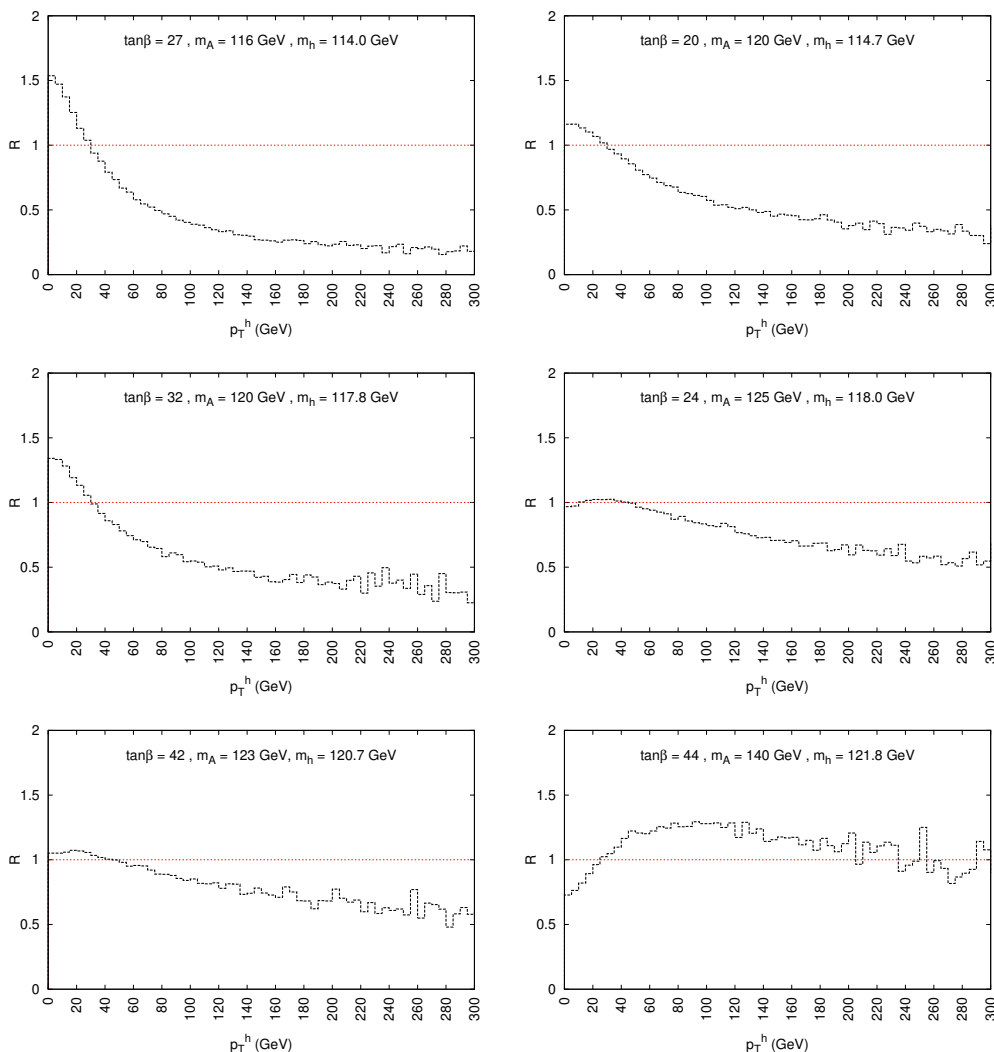 tanβ = 27 , m_A = 116 GeV , m_h = 114.0 GeV
2
1.5
1
0.5
0
R
0 20 40 60 80 100 120 140 160 180 200 220 240 260 280 300
p_T^h (GeV)
tanβ = 20 , m_A = 120 GeV , m_h = 114.7 GeV
2
1.5
1
0.5
0
R
0 20 40 60 80 100 120 140 160 180 200 220 240 260 280 300
p_T^h (GeV)
tanβ = 32 , m_A = 120 GeV , m_h = 117.8 GeV
2
1.5
1
0.5
0
R
0 20 40 60 80 100 120 140 160 180 200 220 240 260 280 300
p_T^h (GeV)
tanβ = 24 , m_A = 125 GeV , m_h = 118.0 GeV
2
1.5
1
0.5
0
R
0 20 40 60 80 100 120 140 160 180 200 220 240 260 280 300
p_T^h (GeV)
tanβ = 42 , m_A = 123 GeV, m_h = 120.7 GeV
2
1.5
1
0.5
0
R
0 20 40 60 80 100 120 140 160 180 200 220 240 260 280 300
p_T^h (GeV)
tanβ = 44 , m_A = 140 GeV , m_h = 121.8 GeV
2
1.5
1
0.5
0
R
0 20 40 60 80 100 120 140 160 180 200 220 240 260 280 300
p_T^h (GeV)